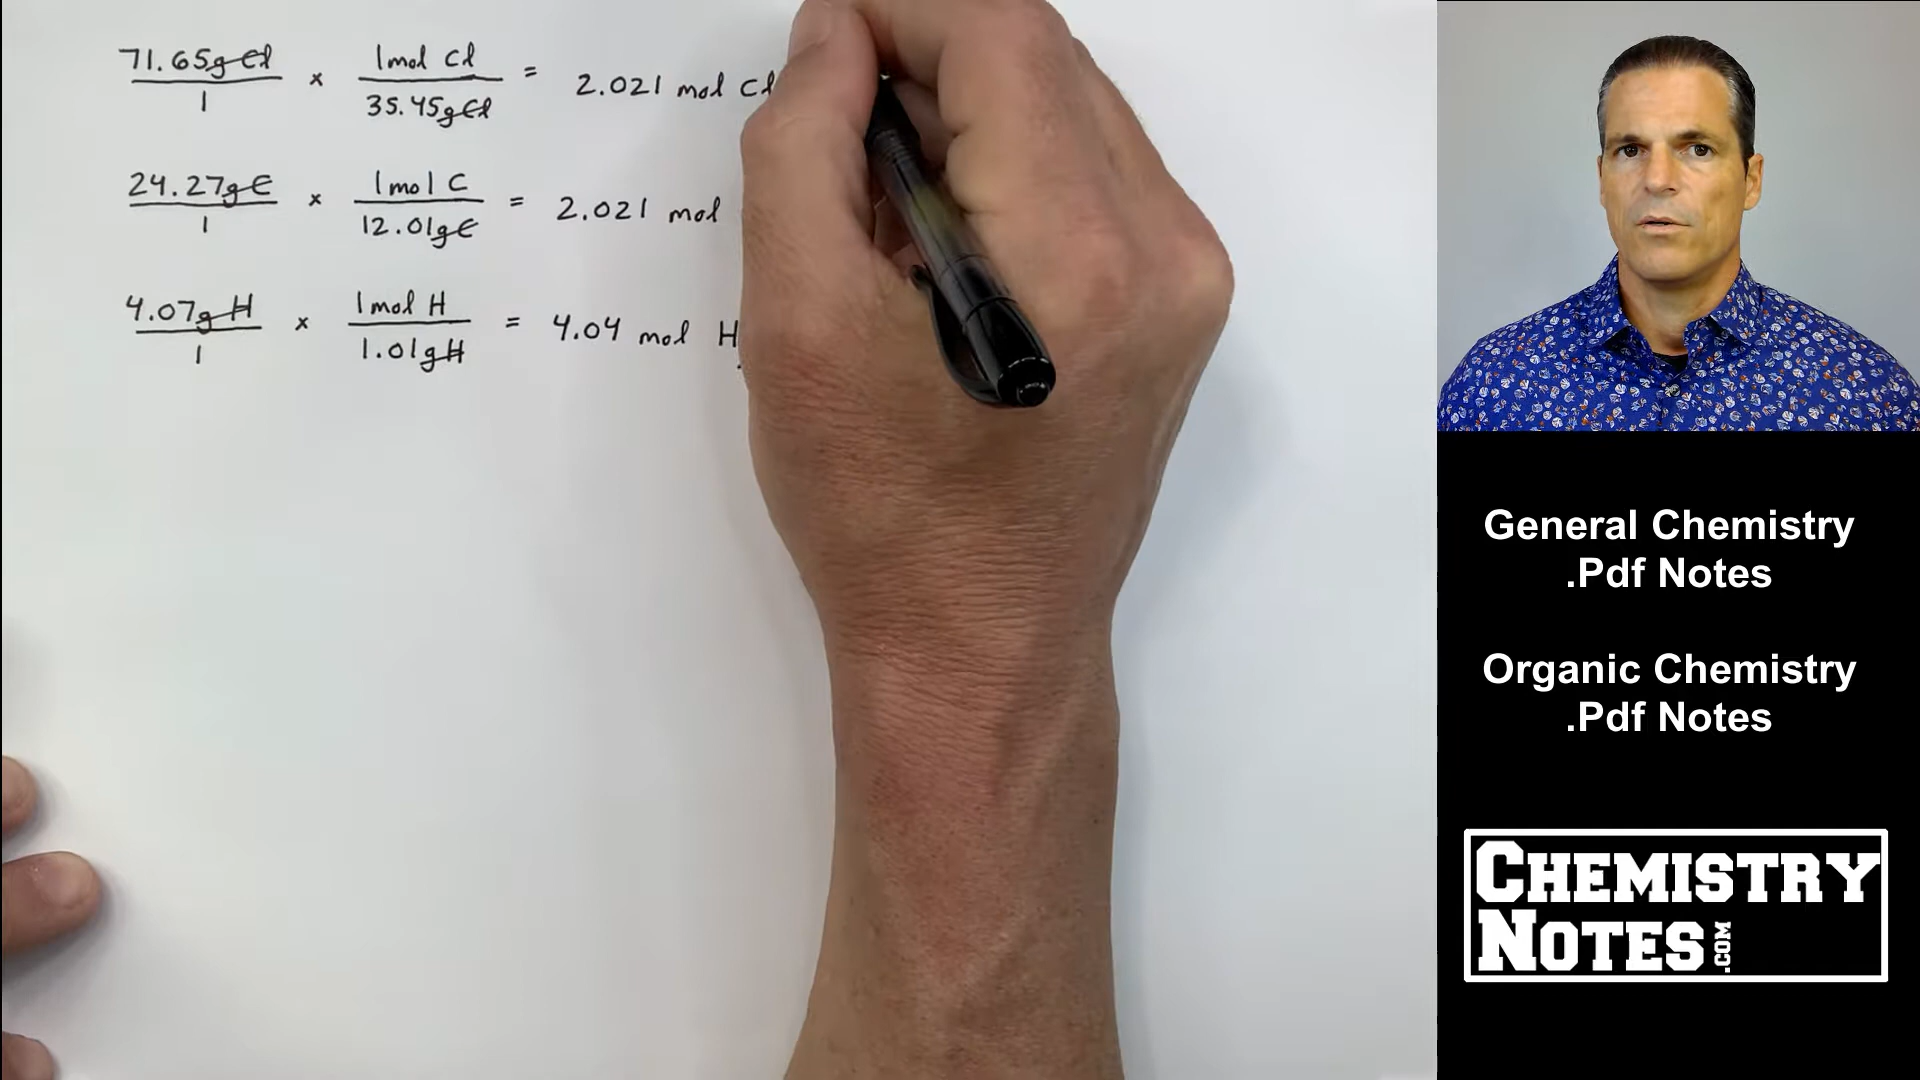 71.65g Cl / 1 × 1 mol Cl / 35.45g Cl = 2.021 mol Cl
24.27g C / 1 × 1 mol C / 12.01g C = 2.021 mol
4.07g H / 1 × 1 mol H / 1.01g H = 4.04 mol H
General Chemistry
.Pdf Notes
Organic Chemistry
.Pdf Notes
CHEMISTRY
NOTES.COM